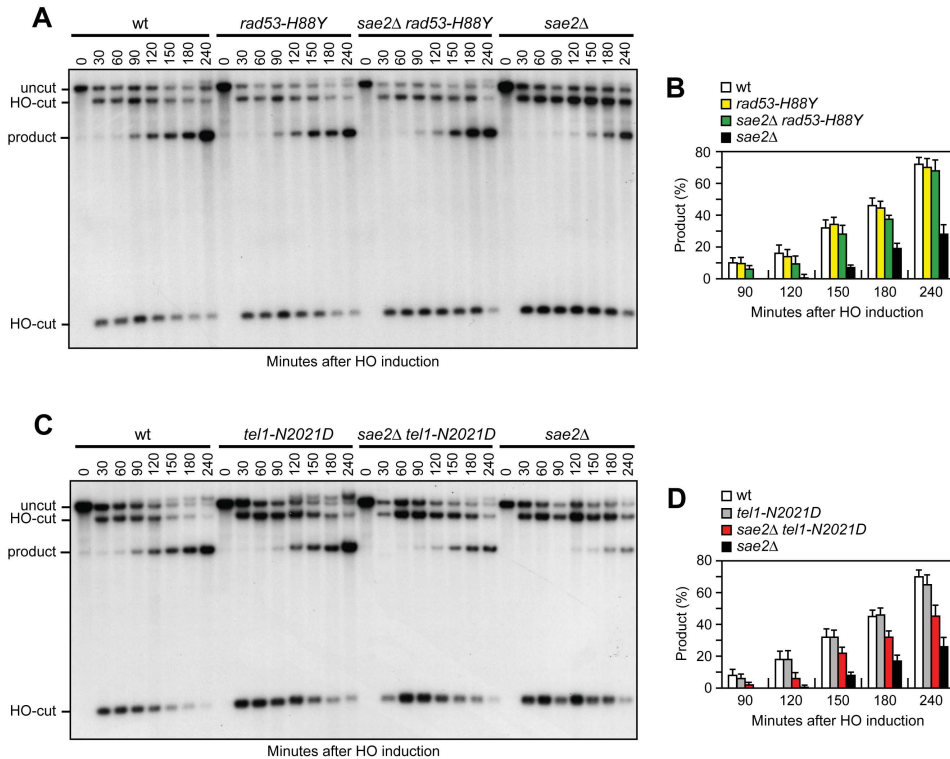 A
wt rad53-H88Y sae2Δ rad53-H88Y sae2Δ
0 30 60 90 120 150 180 240 0 30 60 90 120 150 180 240 0 30 60 90 120 150 180 240 0 30 60 90 120 150 180 240
uncut
HO-cut
product
HO-cut
Minutes after HO induction
B
wt
rad53-H88Y
sae2Δ rad53-H88Y
sae2Δ
Product (%)
80
60
40
20
0
90 120 150 180 240
Minutes after HO induction
C
wt tel1-N2021D sae2Δ tel1-N2021D sae2Δ
0 30 60 90 120 150 180 240 0 30 60 90 120 150 180 240 0 30 60 90 120 150 180 240 0 30 60 90 120 150 180 240
uncut
HO-cut
product
HO-cut
Minutes after HO induction
D
wt
tel1-N2021D
sae2Δ tel1-N2021D
sae2Δ
Product (%)
80
60
40
20
0
90 120 150 180 240
Minutes after HO induction